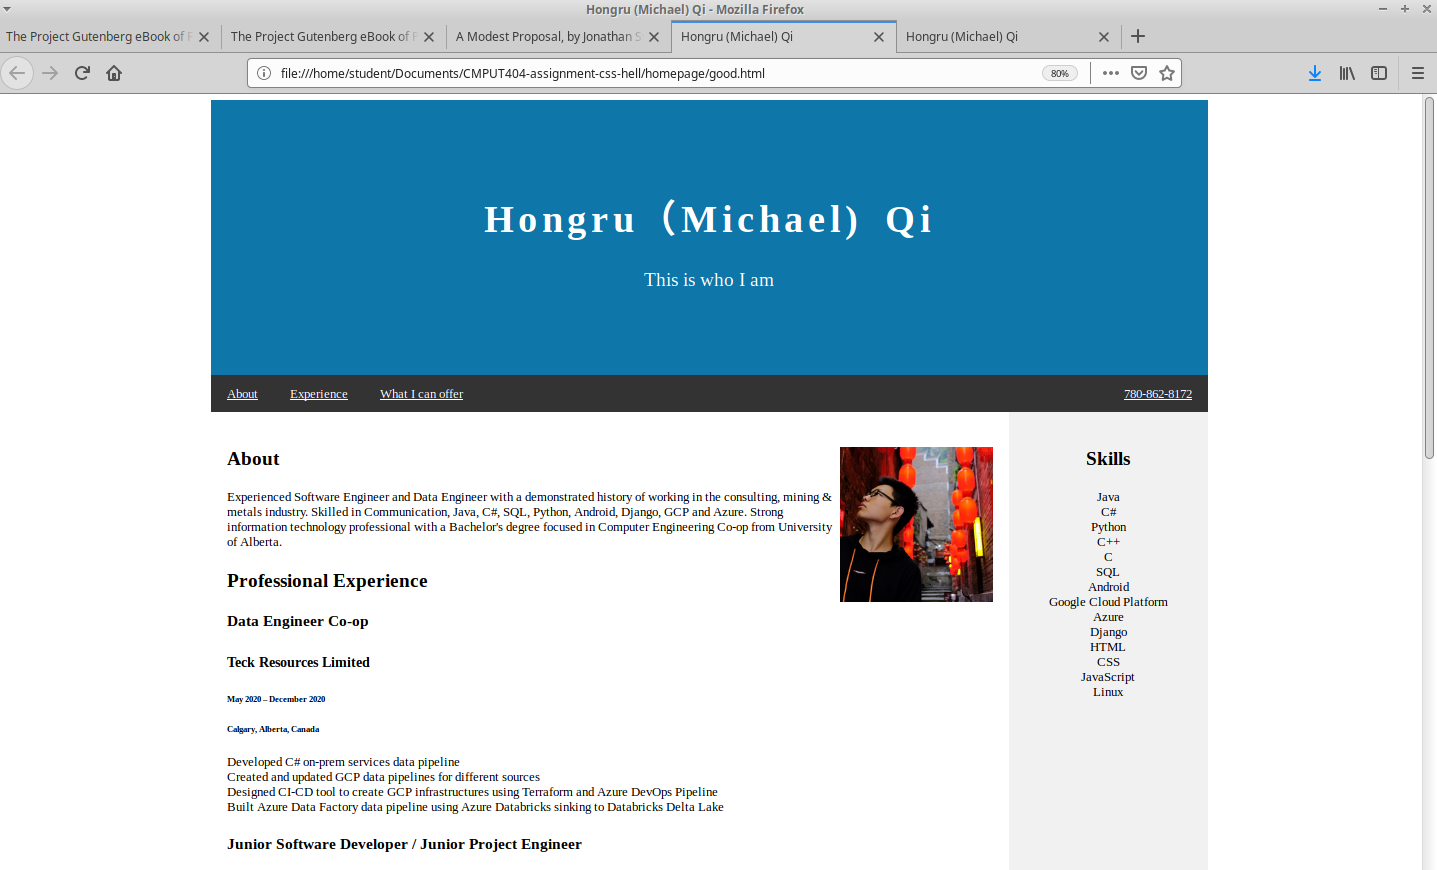 Hongru (Michael) Qi - Mozilla Firefox
The Project Gutenberg eBook of
The Project Gutenberg eBook of
A Modest Proposal, by Jonathan S
Hongru (Michael) Qi
Hongru (Michael) Qi
file:///home/student/Documents/CMPUT404-assignment-css-hell/homepage/good.html
80%
Hongru（Michael) Qi
This is who I am
About
Experience
What I can offer
780-862-8172
About
Experienced Software Engineer and Data Engineer with a demonstrated history of working in the consulting, mining &
metals industry. Skilled in Communication, Java, C#, SQL, Python, Android, Django, GCP and Azure. Strong
information technology professional with a Bachelor's degree focused in Computer Engineering Co-op from University
of Alberta.
Professional Experience
Data Engineer Co-op
Teck Resources Limited
May 2020 – December 2020
Calgary, Alberta, Canada
Developed C# on-prem services data pipeline
Created and updated GCP data pipelines for different sources
Designed CI-CD tool to create GCP infrastructures using Terraform and Azure DevOps Pipeline
Built Azure Data Factory data pipeline using Azure Databricks sinking to Databricks Delta Lake
Junior Software Developer / Junior Project Engineer
Skills
Java
C#
Python
C++
C
SQL
Android
Google Cloud Platform
Azure
Django
HTML
CSS
JavaScript
Linux